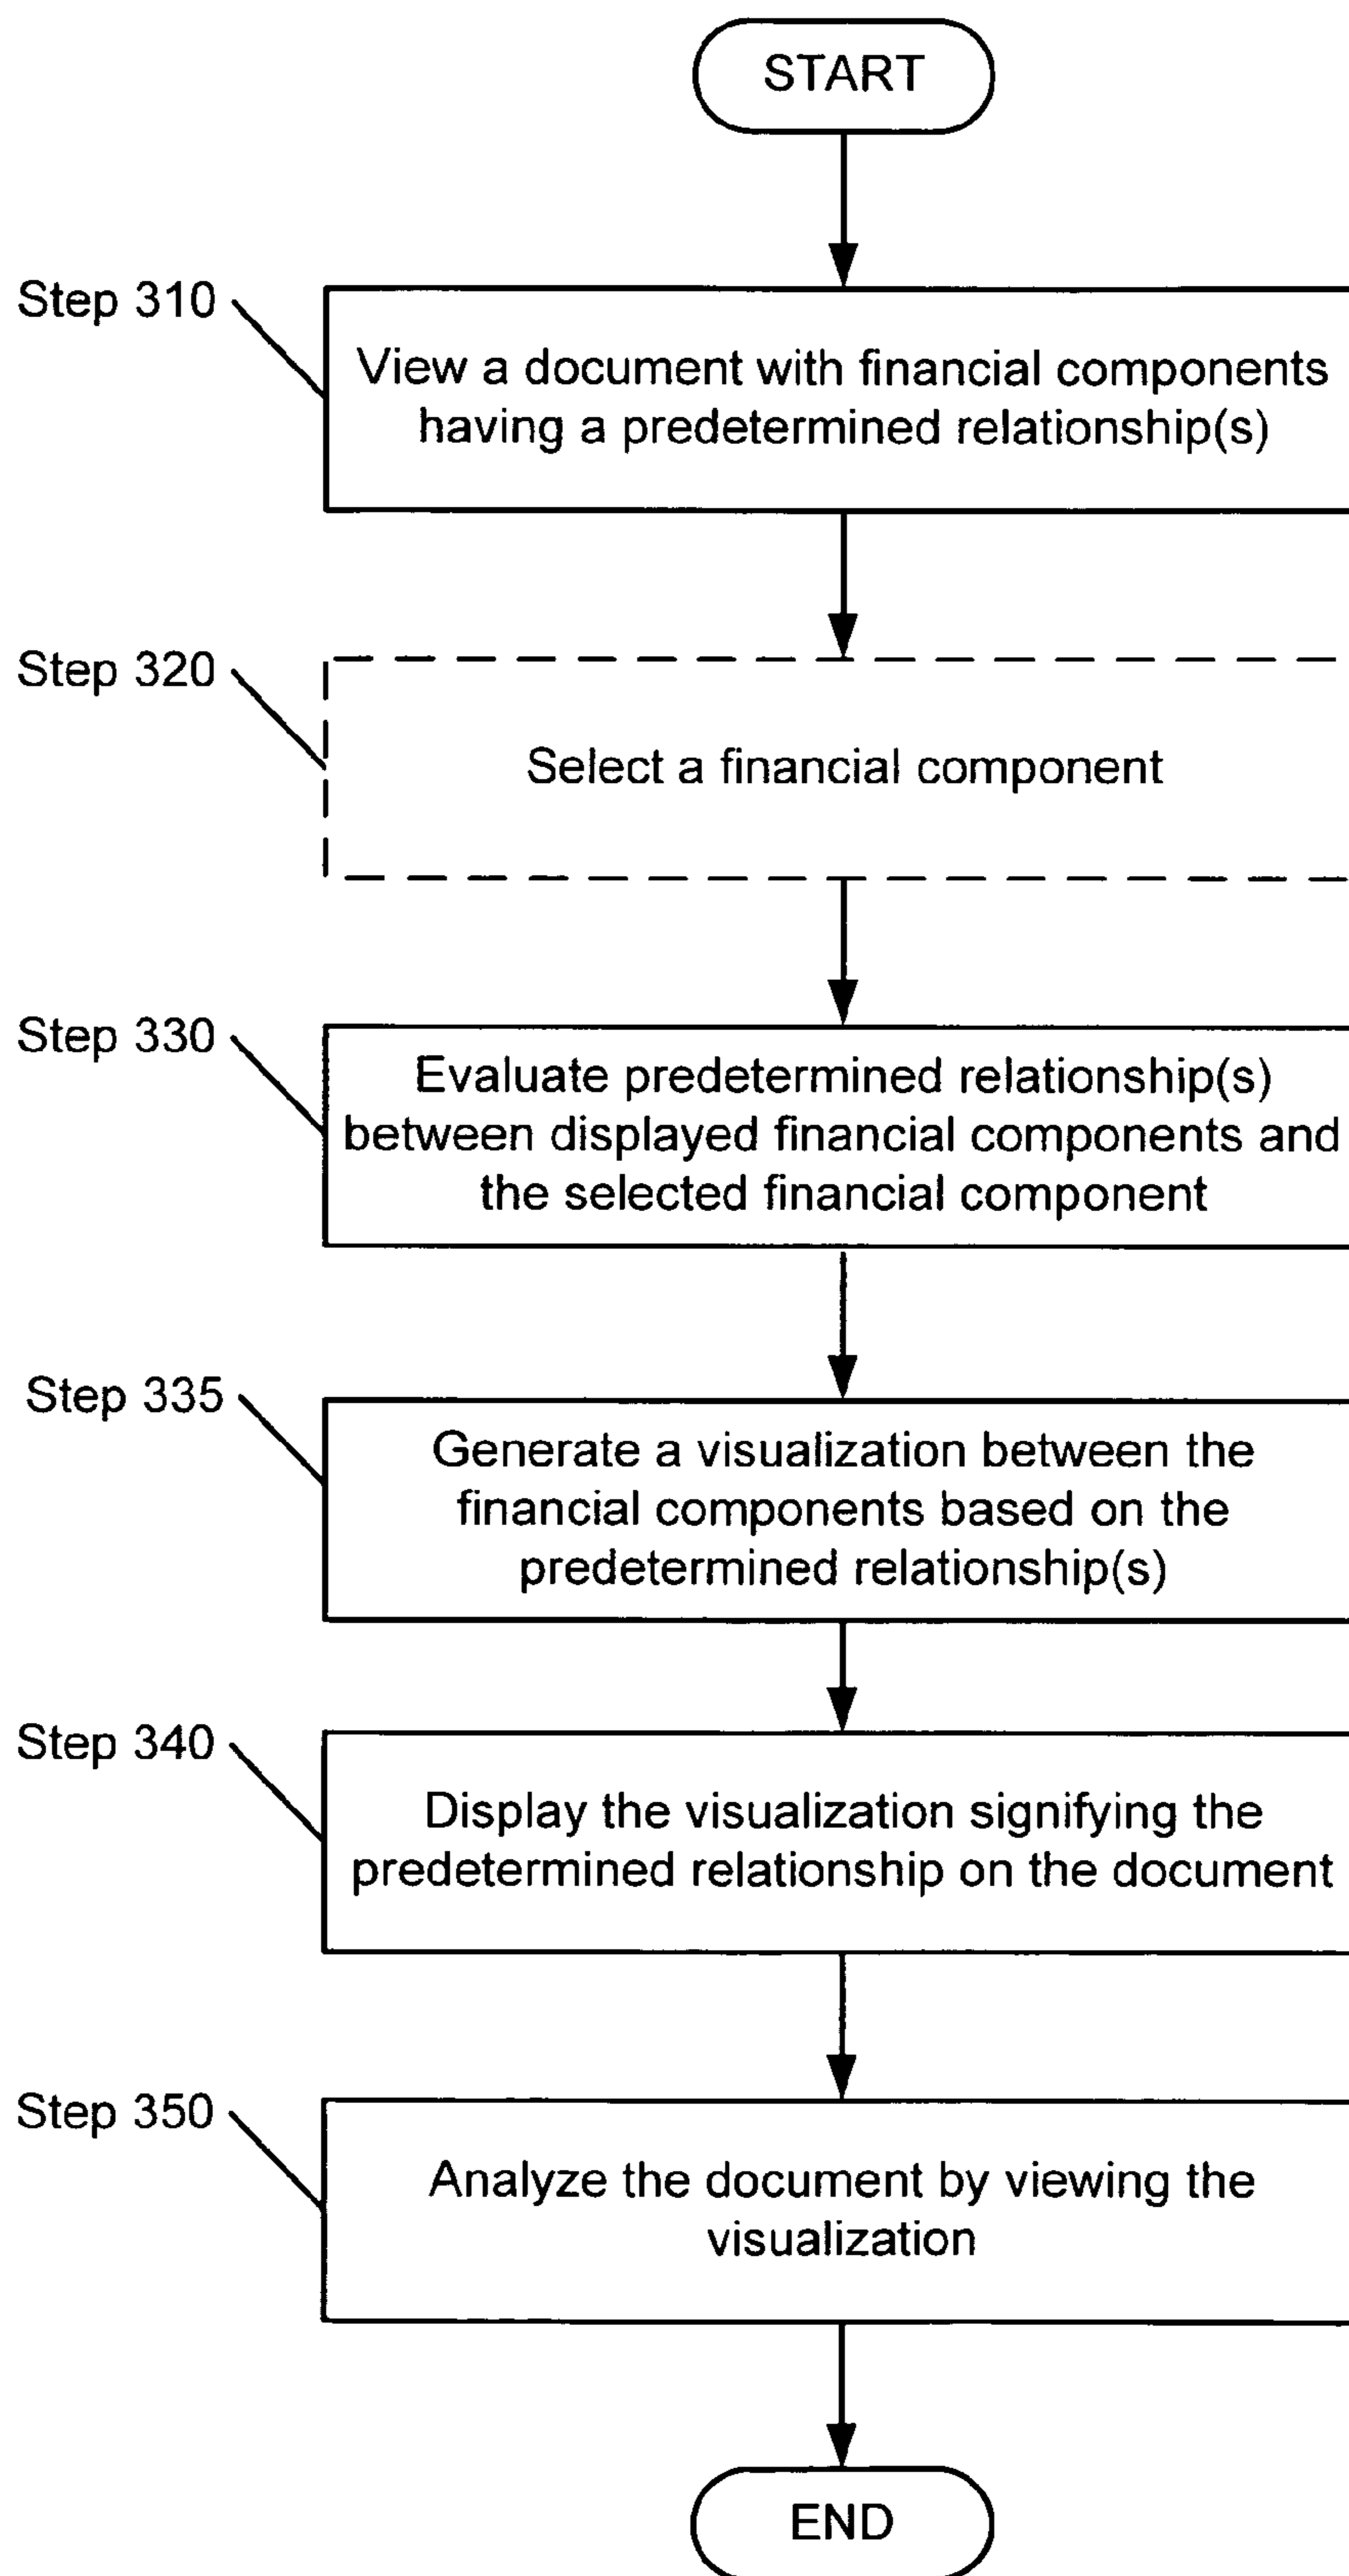 START
Step 310
View a document with financial components
having a predetermined relationship(s)
Step 320
Select a financial component
Step 330
Evaluate predetermined relationship(s)
between displayed financial components and
the selected financial component
Step 335
Generate a visualization between the
financial components based on the
predetermined relationship(s)
Step 340
Display the visualization signifying the
predetermined relationship on the document
Step 350
Analyze the document by viewing the
visualization
END